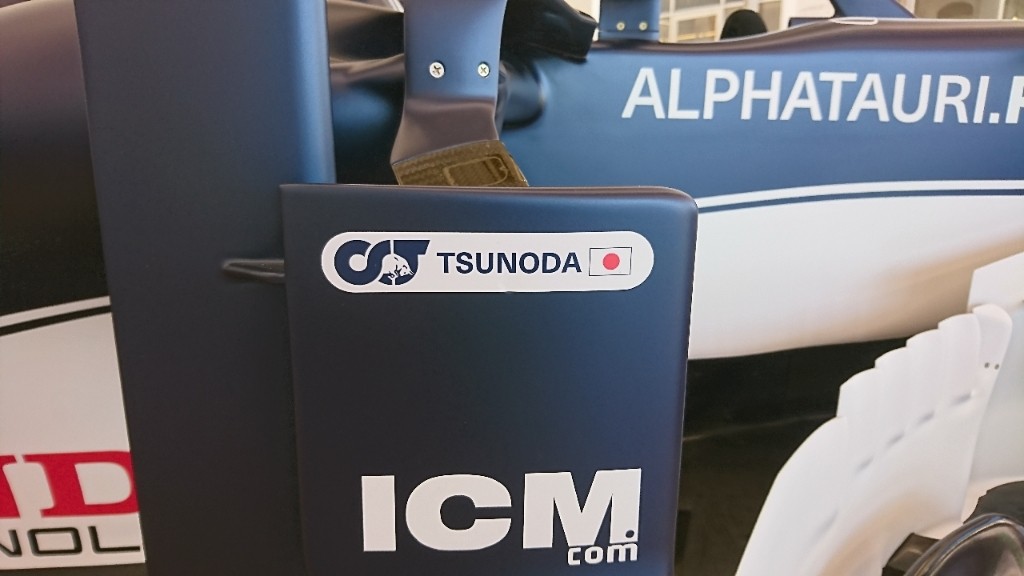 ALPHATAURI.
TSUNODA
ICM.
com